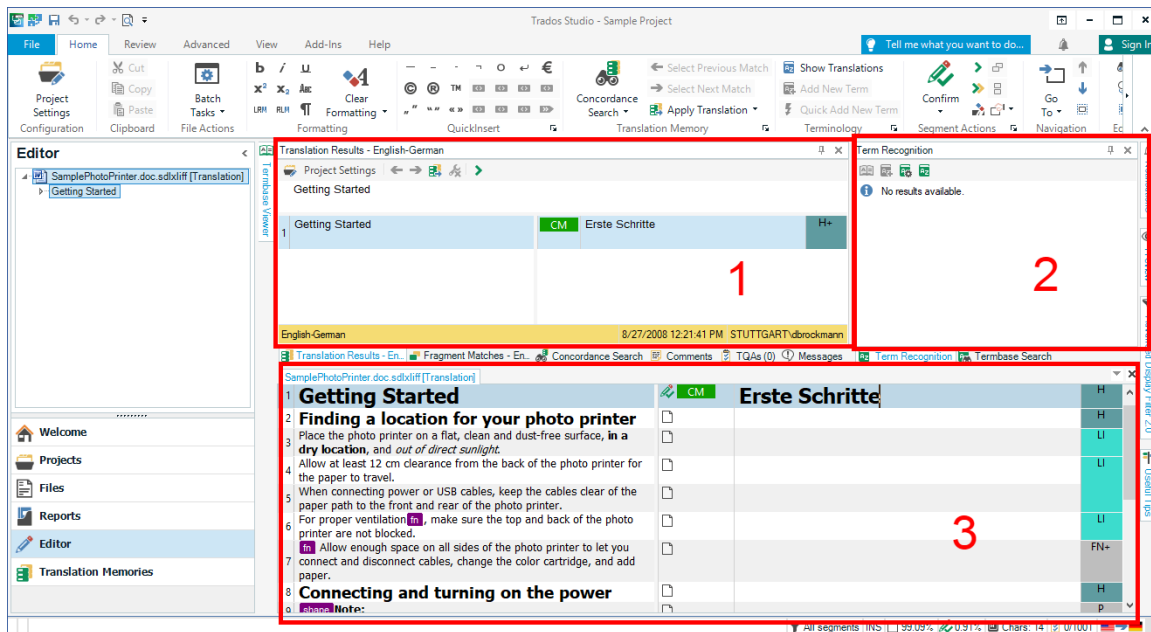 Trados Studio - Sample Project
File Home Review Advanced View Add-Ins Help Tell me what you want to do... Sign In
Project Settings
Cut
Copy
Paste
Batch Tasks
Clear Formatting
Concordance Search
Select Previous Match
Select Next Match
Apply Translation
Show Translations
Add New Term
Quick Add New Term
Confirm
Go To
Configuration Clipboard File Actions Formatting QuickInsert Translation Memory Terminology Segment Actions Navigation
Editor
SamplePhotoPrinter.doc.sdlxliff [Translation]
Getting Started
Termbase Viewer
Translation Results - English-German
Project Settings
Getting Started
1 Getting Started CM Erste Schritte H+
1
English-German 8/27/2008 12:21:41 PM STUTTGART\dbrockmann
Term Recognition
No results available.
2
Translation Results - En... Fragment Matches - En... Concordance Search Comments TQAs (0) Messages Term Recognition Termbase Search
SamplePhotoPrinter.doc.sdlxliff [Translation]
1 Getting Started CM Erste Schritte H
2 Finding a location for your photo printer H
3 Place the photo printer on a flat, clean and dust-free surface, in a
dry location, and out of direct sunlight. LI
4 Allow at least 12 cm clearance from the back of the photo printer for
the paper to travel. LI
5 When connecting power or USB cables, keep the cables clear of the
paper path to the front and rear of the photo printer.
6 For proper ventilation fn , make sure the top and back of the photo
printer are not blocked. LI
7 fn Allow enough space on all sides of the photo printer to let you
connect and disconnect cables, change the color cartridge, and add
paper. FN+
8 Connecting and turning on the power H
9 shape Note: P
3
Welcome
Projects
Files
Reports
Editor
Translation Memories
Useful Tips
All segments INS 99.09% 0.91% Chars: 14 0/1001